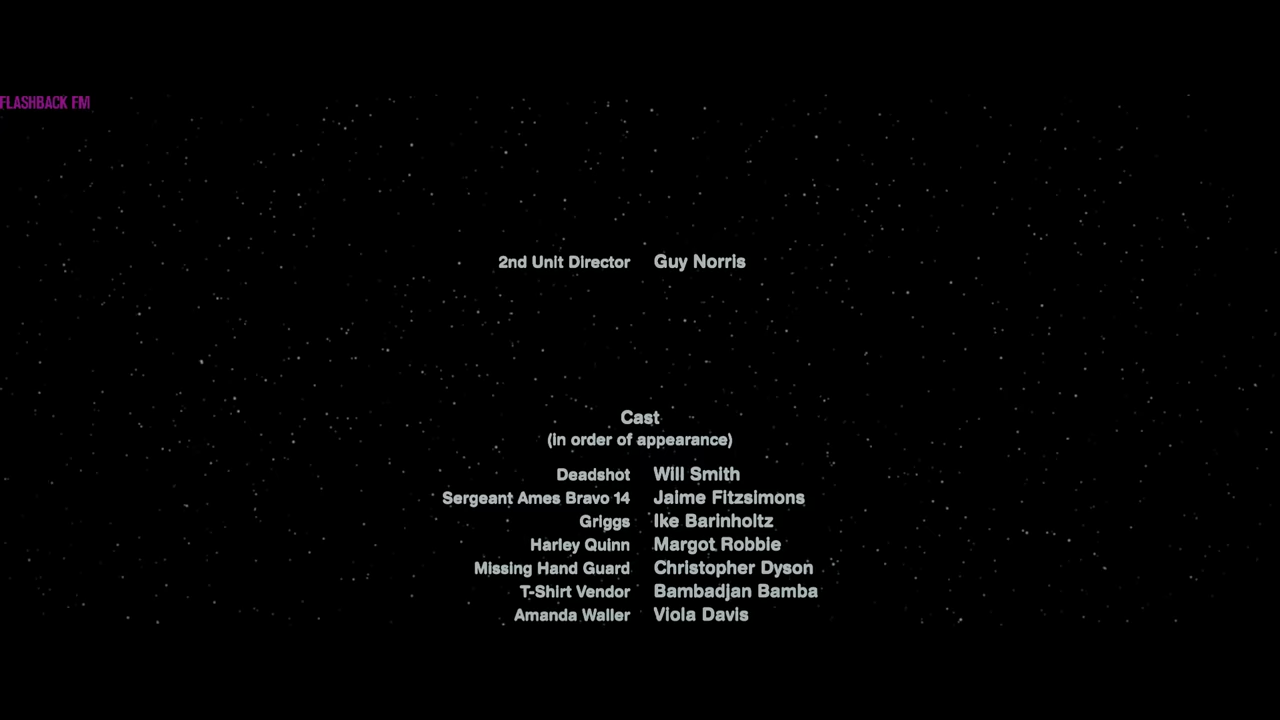 FLASHBACK FM
2nd Unit Director Guy Norris
Cast
(in order of appearance)
Deadshot Will Smith
Sergeant Ames Bravo 14 Jaime Fitzsimons
Griggs Ike Barinholtz
Harley Quinn Margot Robbie
Missing Hand Guard Christopher Dyson
T-Shirt Vendor Bambadjan Bamba
Amanda Waller Viola Davis